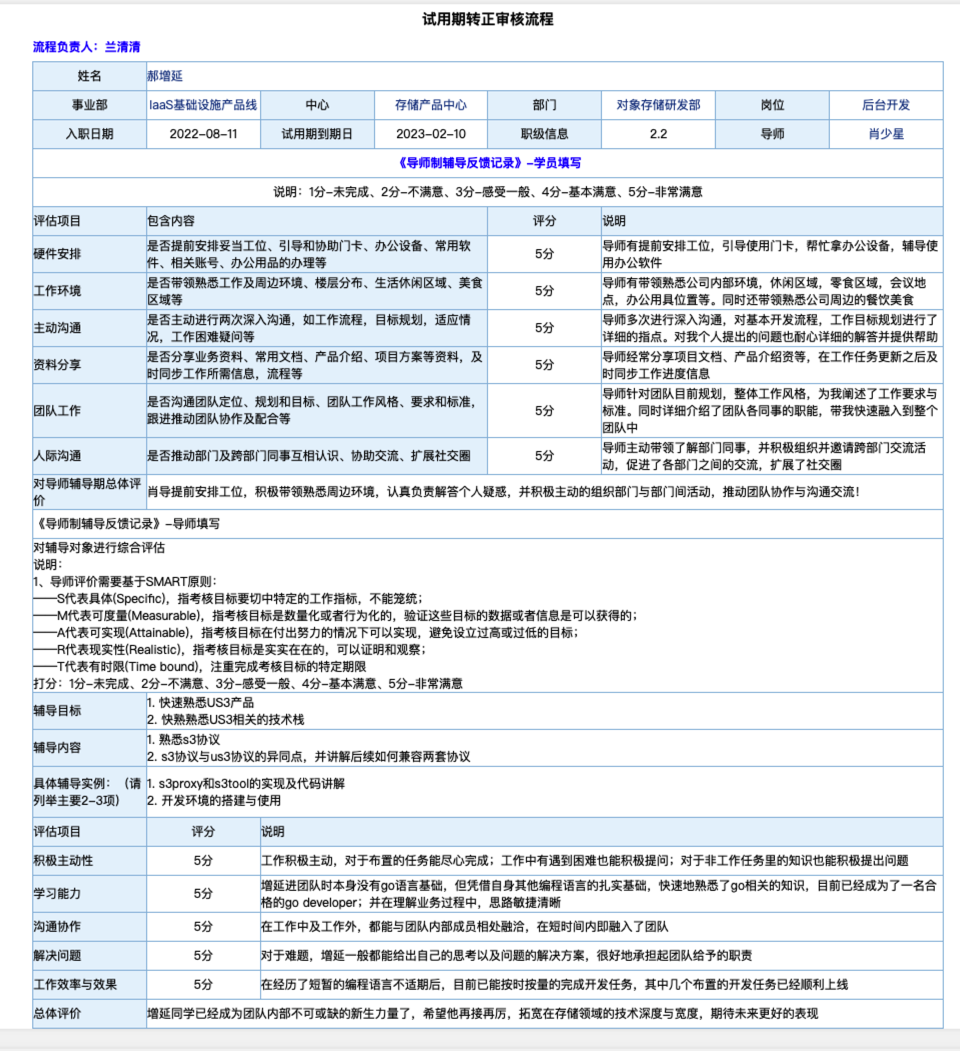 试用期转正审核流程
流程负责人：兰清清
姓名 郝增延
事业部 IaaS基础设施产品线 中心 存储产品中心 部门 对象存储研发部 岗位 后台开发
入职日期 2022-08-11 试用期到期日 2023-02-10 职级信息 2.2 导师 肖少星
《导师制辅导反馈记录》-学员填写
说明：1分-未完成、2分-不满意、3分-感受一般、4分-基本满意、5分-非常满意
评估项目 包含内容 评分 说明
硬件安排 是否提前安排妥当工位、引导和协助门卡、办公设备、常用软 5分 导师有提前安排工位，引导使用门卡，帮忙拿办公设备，辅导使
件、相关账号、办公用品的办理等 用办公软件
工作环境 是否带领熟悉工作及周边环境、楼层分布、生活休闲区域、美食 5分 导师有带领熟悉公司内部环境，休闲区域，零食区域，会议地
区域等 点，办公用具位置等。同时还带领熟悉公司周边的餐饮美食
主动沟通 是否主动进行两次深入沟通，如工作流程，目标规划，适应情 5分 导师多次进行深入沟通，对基本开发流程，工作目标规划进行了
况，工作困难疑问等 详细的指点。对我个人提出的问题也耐心详细的解答并提供帮助
资料分享 是否分享业务资料、常用文档、产品介绍、项目方案等资料，及 5分 导师经常分享项目文档、产品介绍资等，在工作任务更新之后及
时同步工作所需信息，流程等 时同步工作进度信息
团队工作 是否沟通团队定位、规划和目标、团队工作风格、要求和标准， 5分 导师针对团队目前规划，整体工作风格，为我阐述了工作要求与
跟进推动团队协作及配合等 标准。同时详细介绍了团队各同事的职能，带我快速融入到整个
团队中
人际沟通 是否推动部门及跨部门同事互相认识、协助交流、扩展社交圈 5分 导师主动带领了解部门同事，并积极组织并邀请跨部门交流活
动，促进了各部门之间的交流，扩展了社交圈
对导师辅导期总体评 肖导提前安排工位，积极带领熟悉周边环境，认真负责解答个人疑惑，并积极主动的组织部门与部门间活动，推动团队协作与沟通交流！
价
《导师制辅导反馈记录》-导师填写
对辅导对象进行综合评估
说明：
1、导师评价需要基于SMART原则：
——S代表具体(Specific)，指考核目标要切中特定的工作指标，不能笼统；
——M代表可度量(Measurable)，指考核目标是数量化或者行为化的，验证这些目标的数据或者信息是可以获得的；
——A代表可实现(Attainable)，指考核目标在付出努力的情况下可以实现，避免设立过高或过低的目标；
——R代表现实性(Realistic)，指考核目标是实实在在的，可以证明和观察；
——T代表有时限(Time bound)，注重完成考核目标的特定期限
打分：1分-未完成、2分-不满意、3分-感受一般、4分-基本满意、5分-非常满意
辅导目标 1. 快速熟悉US3产品
2. 快熟熟悉US3相关的技术栈
辅导内容 1. 熟悉s3协议
2. s3协议与us3协议的异同点，并讲解后续如何兼容两套协议
具体辅导实例：（请 1. s3proxy和s3tool的实现及代码讲解
列举主要2-3项） 2. 开发环境的搭建与使用
评估项目 评分 说明
积极主动性 5分 工作积极主动，对于布置的任务能尽心完成；工作中有遇到困难也能积极提问；对于非工作任务里的知识也能积极提出问题
学习能力 5分 增延进团队时本身没有go语言基础，但凭借自身其他编程语言的扎实基础，快速地熟悉了go相关的知识，目前已经成为了一名合
格的go developer；并在理解业务过程中，思路敏捷清晰
沟通协作 5分 在工作中及工作外，都能与团队内部成员相处融洽，在短时间内即融入了团队
解决问题 5分 对于难题，增延一般都能给出自己的思考以及问题的解决方案，很好地承担起团队给予的职责
工作效率与效果 5分 在经历了短暂的编程语言不适期后，目前已能按时按量的完成开发任务，其中几个布置的开发任务已经顺利上线
总体评价 增延同学已经成为团队内部不可或缺的新生力量了，希望他再接再厉，拓宽在存储领域的技术深度与宽度，期待未来更好的表现